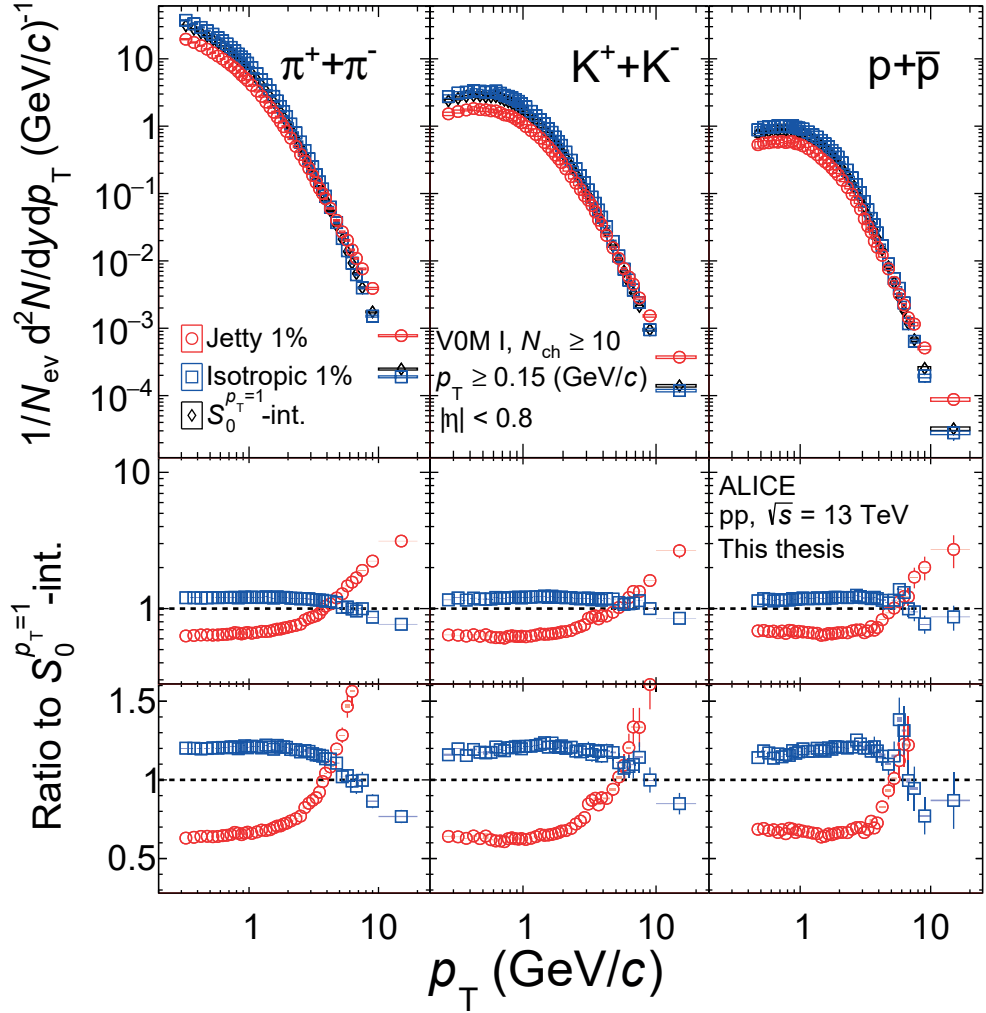 1/N_ev d²N/dydp_T (GeV/c)⁻¹
10
1
10⁻¹
10⁻²
10⁻³
10⁻⁴
π⁺+π⁻
K⁺+K⁻
p+p̅
Jetty 1%
Isotropic 1%
S₀^{p_T=1}-int.
V0M I, N_ch ≥ 10
p_T ≥ 0.15 (GeV/c)
|η| < 0.8
Ratio to S₀^{p_T=1}-int.
10
1
ALICE
pp, √s = 13 TeV
This thesis
1.5
1
0.5
1 10 1 10 1 10
p_T (GeV/c)